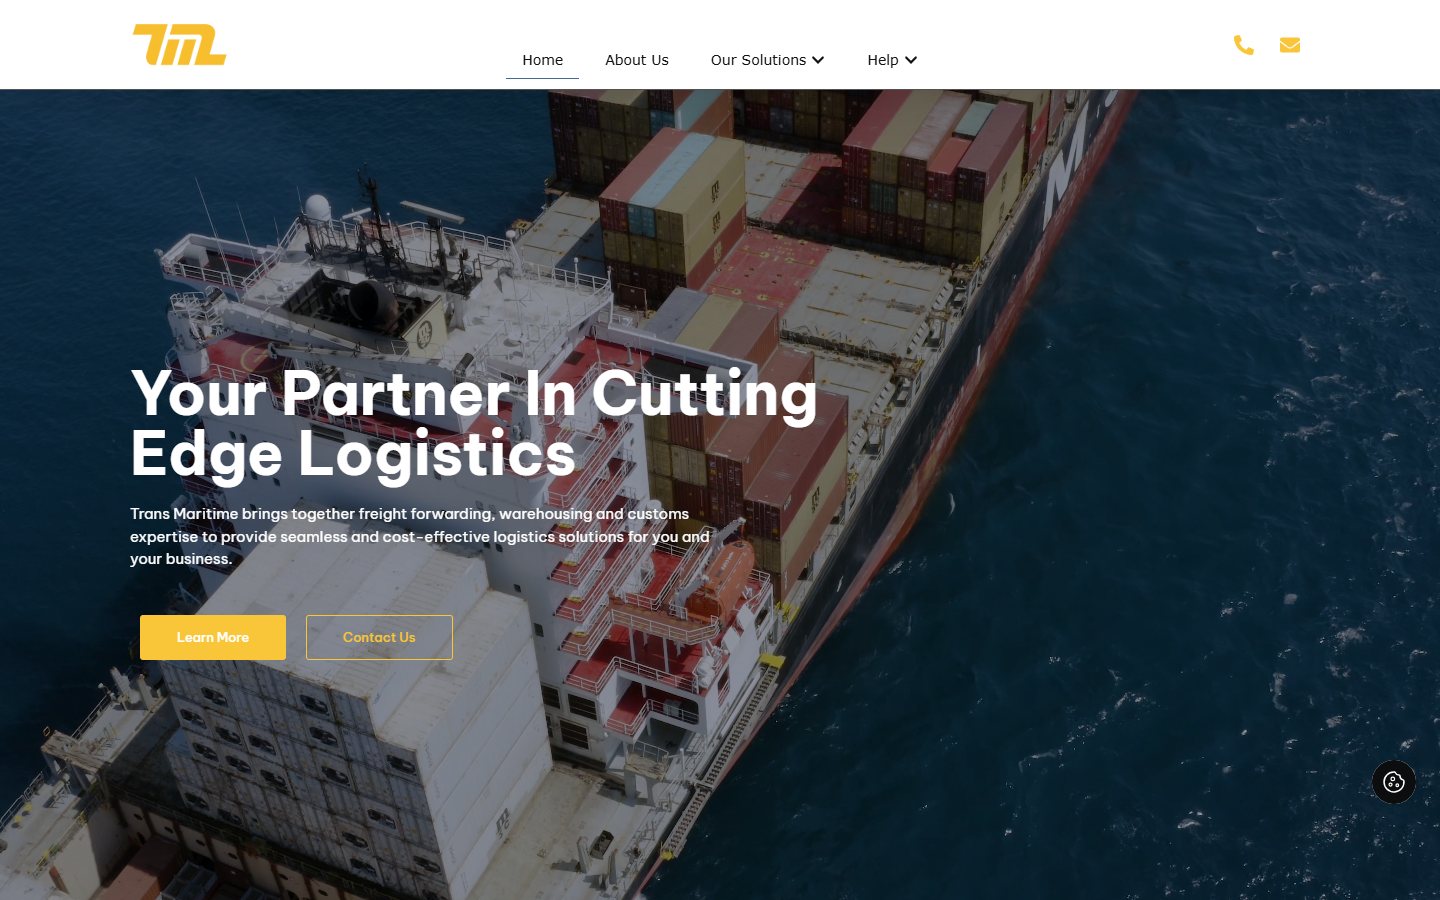 TML
Home
About Us
Our Solutions
Help
Your Partner In Cutting
Edge Logistics
Trans Maritime brings together freight forwarding, warehousing and customs
expertise to provide seamless and cost-effective logistics solutions for you and
your business.
Learn More
Contact Us